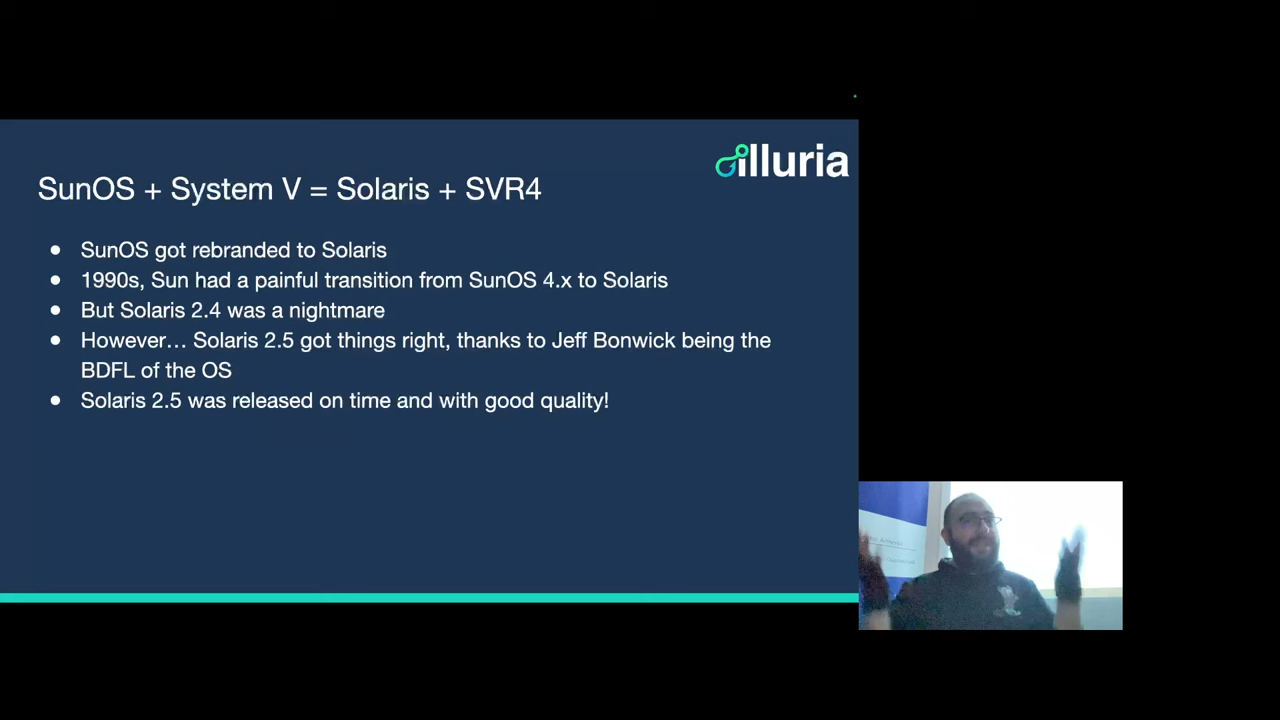 illuria
SunOS + System V = Solaris + SVR4
● SunOS got rebranded to Solaris
● 1990s, Sun had a painful transition from SunOS 4.x to Solaris
● But Solaris 2.4 was a nightmare
● However… Solaris 2.5 got things right, thanks to Jeff Bonwick being the
BDFL of the OS
● Solaris 2.5 was released on time and with good quality!